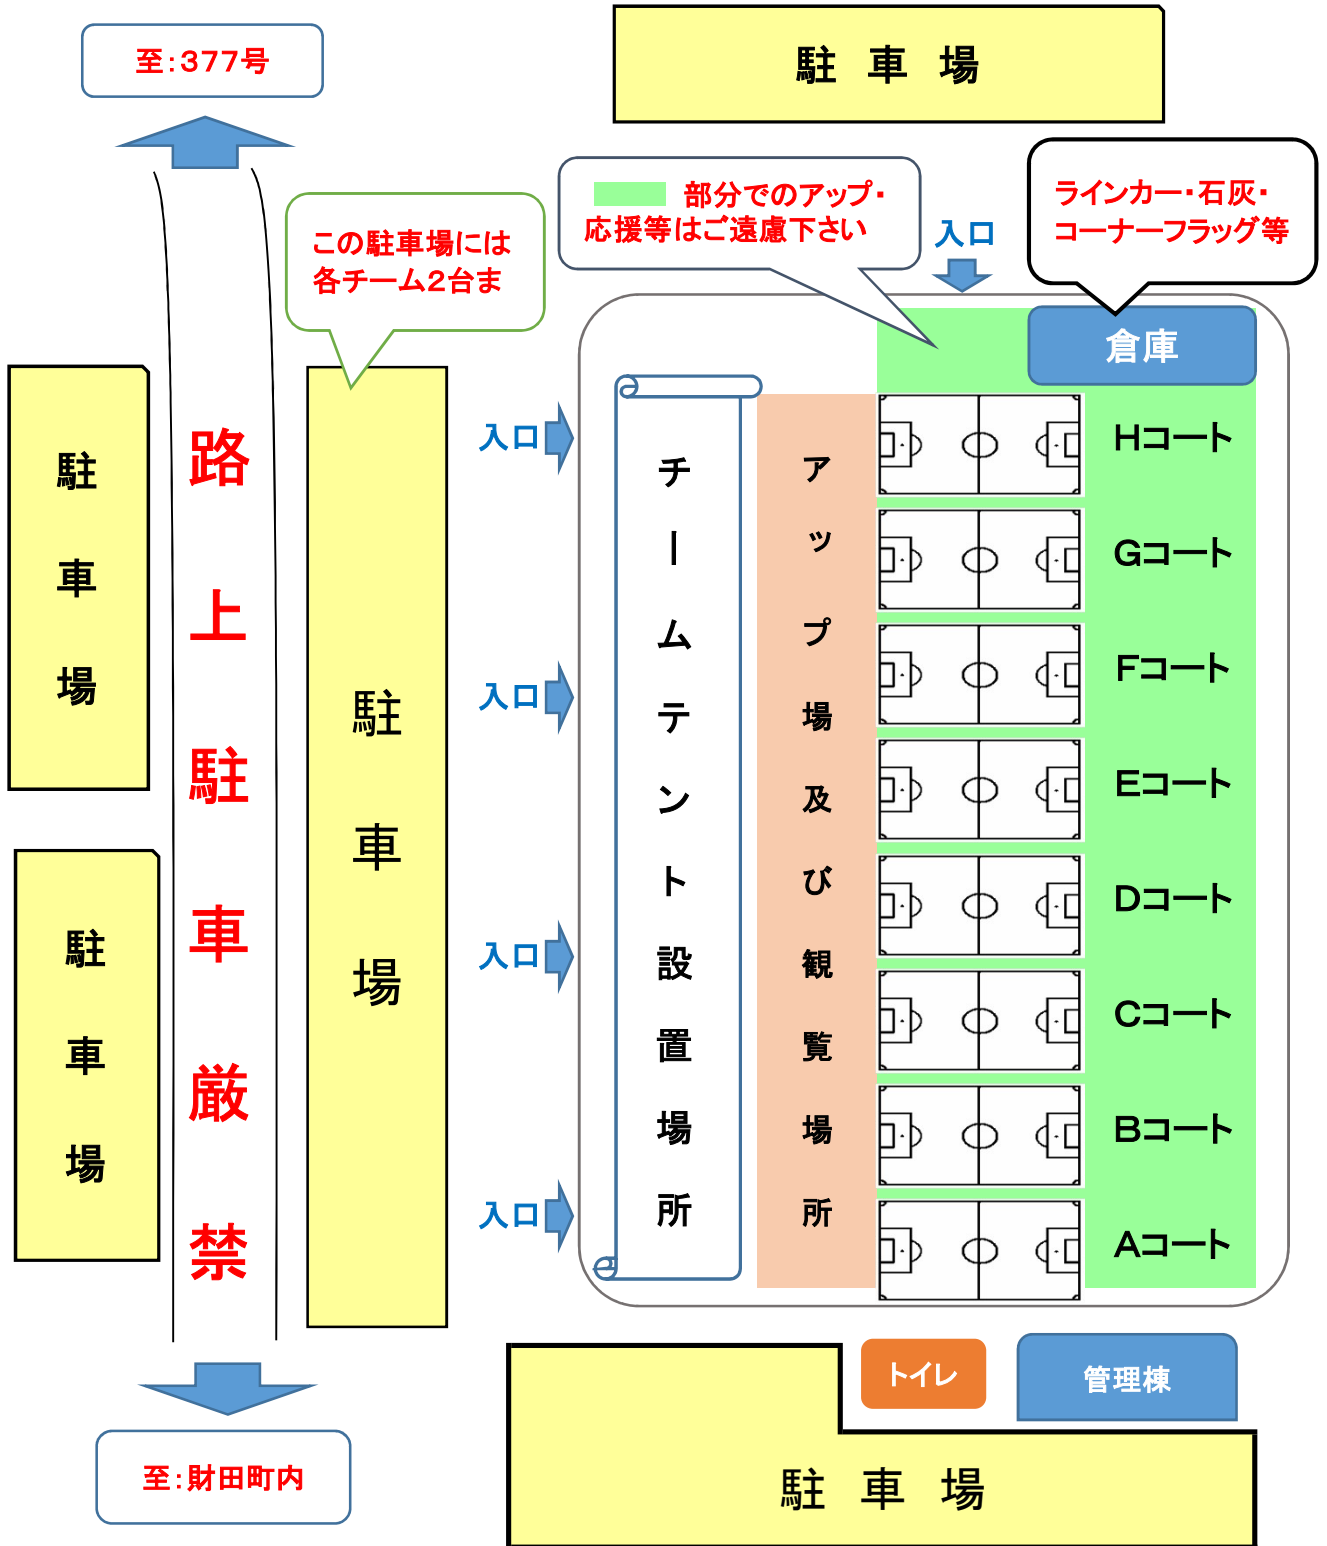 至：３７７号
駐　車　場
部分でのアップ・
応援等はご遠慮下さい
ラインカー・石灰・
コーナーフラッグ等
この駐車場には
各チーム２台ま
入口
倉庫
駐車場
路上駐車厳禁
駐車場
駐車場
入口
入口
入口
入口
チームテント設置場所
アップ場及び観覧場所
Hコート
Gコート
Fコート
Eコート
Dコート
Cコート
Bコート
Aコート
トイレ
管理棟
至：財田町内
駐　車　場